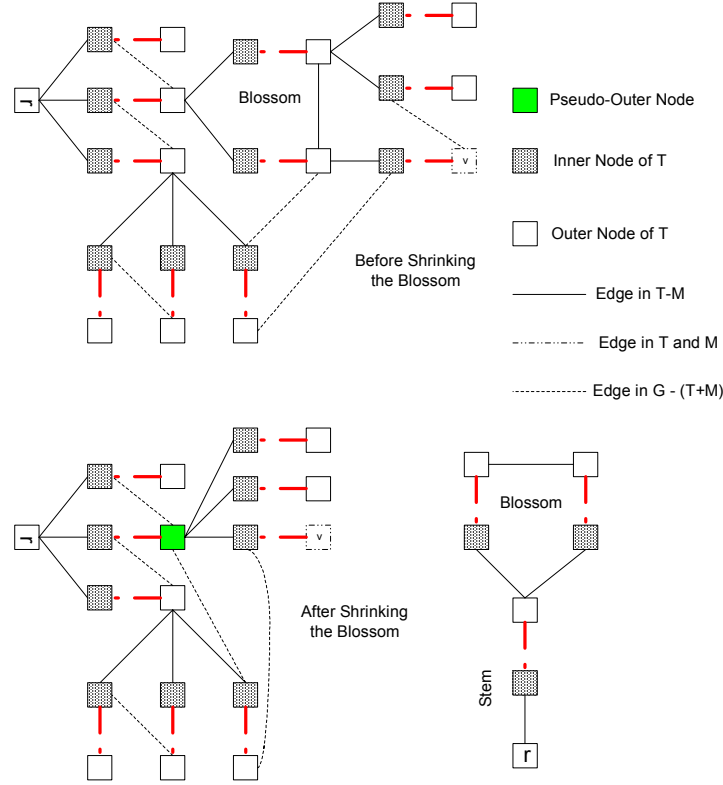 r
Blossom
v
Before Shrinking
the Blossom
Pseudo-Outer Node
Inner Node of T
Outer Node of T
Edge in T-M
Edge in T and M
Edge in G - (T+M)
r
v
After Shrinking
the Blossom
Blossom
Stem
r